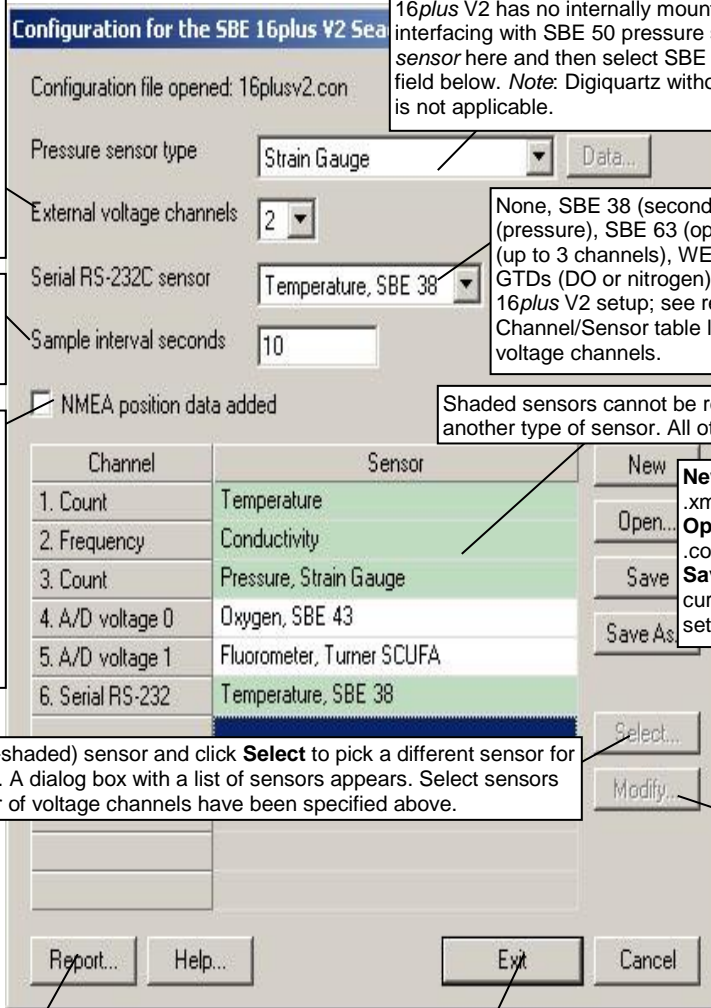 16plus V2 has no internally mount
Configuration for the SBE 16plus V2 Sea
interfacing with SBE 50 pressure
sensor here and then select SBE
field below. Note: Digiquartz witho
is not applicable.
Configuration file opened: 16plusv2.con
Pressure sensor type
Strain Gauge
Data...
External voltage channels
2
None, SBE 38 (second
(pressure), SBE 63 (op
(up to 3 channels), WE
GTDs (DO or nitrogen)
16plus V2 setup; see re
Channel/Sensor table l
voltage channels.
Serial RS-232C sensor
Temperature, SBE 38
Sample interval seconds
10
NMEA position data added
Shaded sensors cannot be re
another type of sensor. All ot
Channel Sensor
1. Count Temperature
2. Frequency Conductivity
3. Count Pressure, Strain Gauge
4. A/D voltage 0 Oxygen, SBE 43
5. A/D voltage 1 Fluorometer, Turner SCUFA
6. Serial RS-232 Temperature, SBE 38
New
Open...
Save
Save As.
Ne
.xm
Op
.co
Sav
cur
set
-shaded) sensor and click Select to pick a different sensor for
. A dialog box with a list of sensors appears. Select sensors
r of voltage channels have been specified above.
Select...
Modify...
Report... Help... Exit Cancel